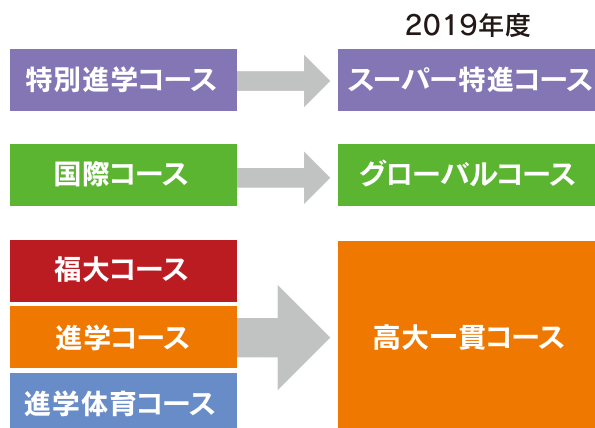 2019年度
特別進学コース
スーパー特進コース
国際コース
グローバルコース
福大コース
進学コース
進学体育コース
高大一貫コース